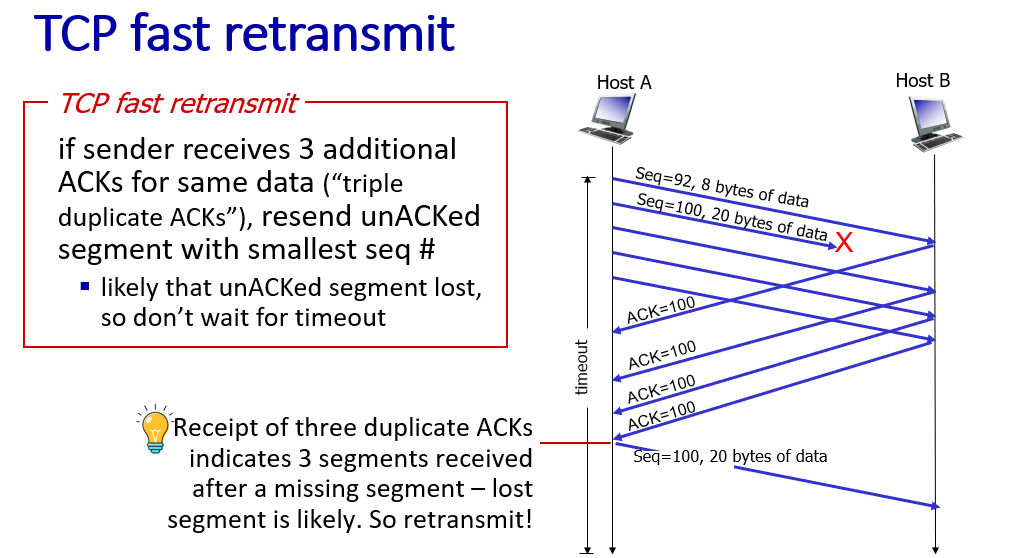 TCP fast retransmit
TCP fast retransmit
if sender receives 3 additional
ACKs for same data (“triple
duplicate ACKs”), resend unACKed
segment with smallest seq #
likely that unACKed segment lost,
so don’t wait for timeout
Receipt of three duplicate ACKs
indicates 3 segments received
after a missing segment – lost
segment is likely. So retransmit!
Host A
Host B
Seq=92, 8 bytes of data
Seq=100, 20 bytes of data
X
ACK=100
ACK=100
ACK=100
ACK=100
timeout
Seq=100, 20 bytes of data